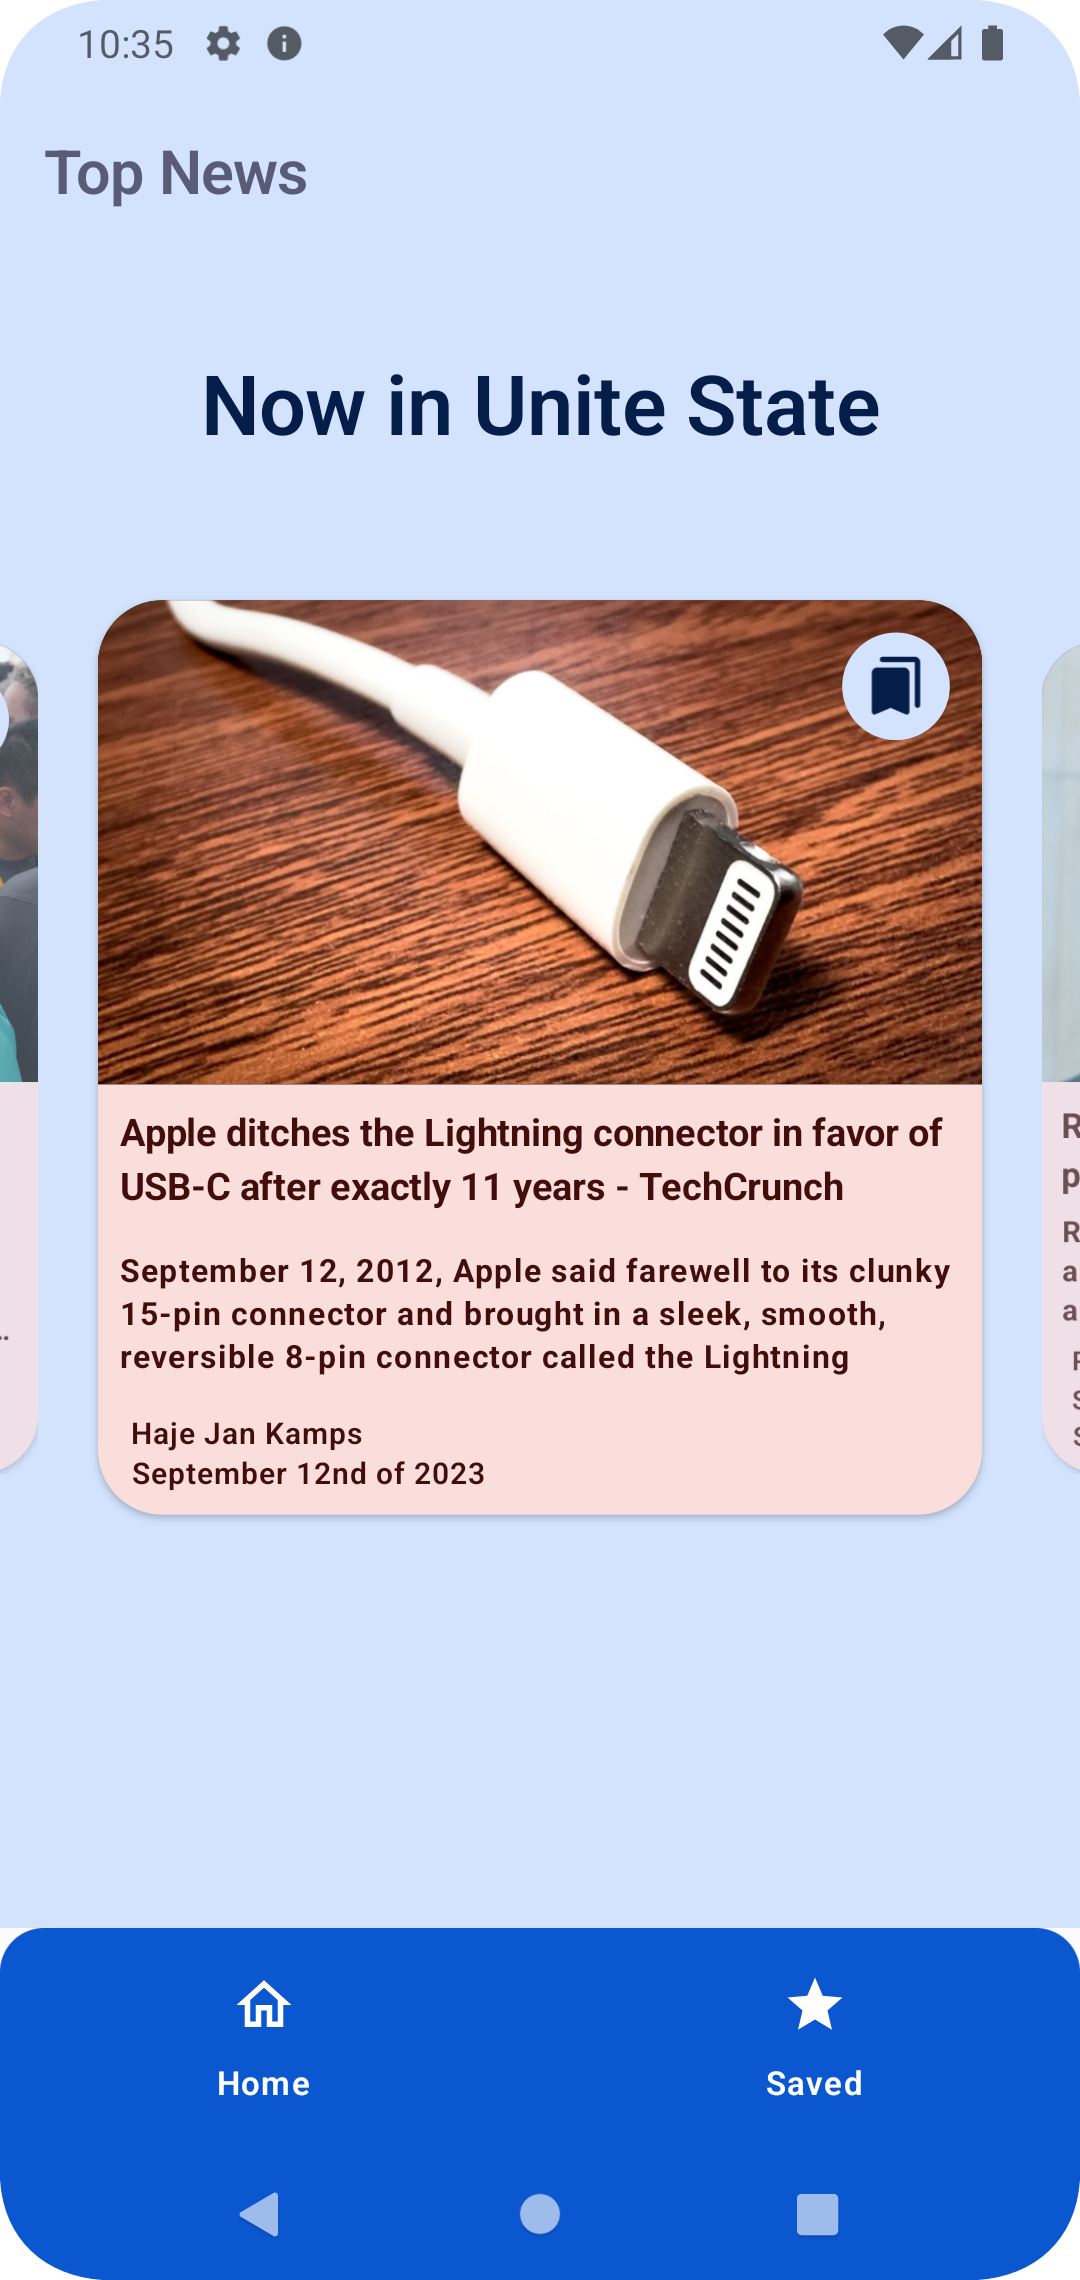 10:35
Top News
Now in Unite State
Apple ditches the Lightning connector in favor of
USB-C after exactly 11 years - TechCrunch
September 12, 2012, Apple said farewell to its clunky
15-pin connector and brought in a sleek, smooth,
reversible 8-pin connector called the Lightning
Haje Jan Kamps
September 12nd of 2023
Home
Saved